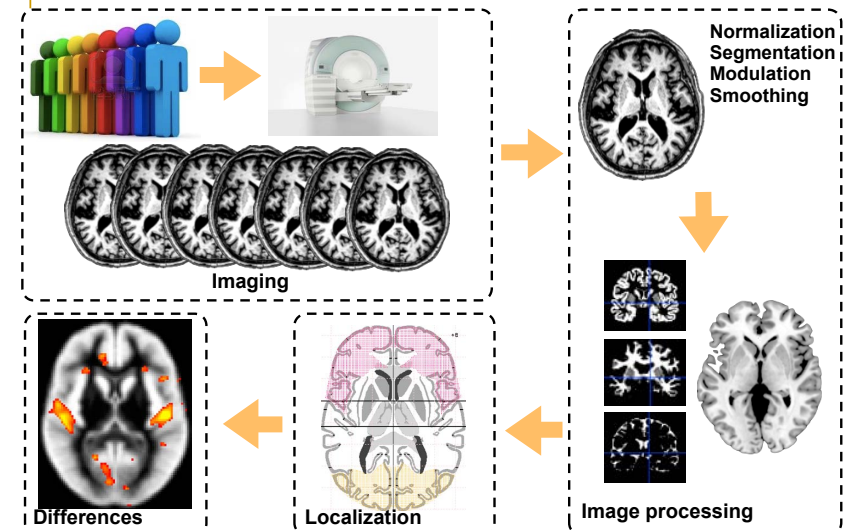 Normalization
Segmentation
Modulation
Smoothing
Imaging
Image processing
Localization
Differences